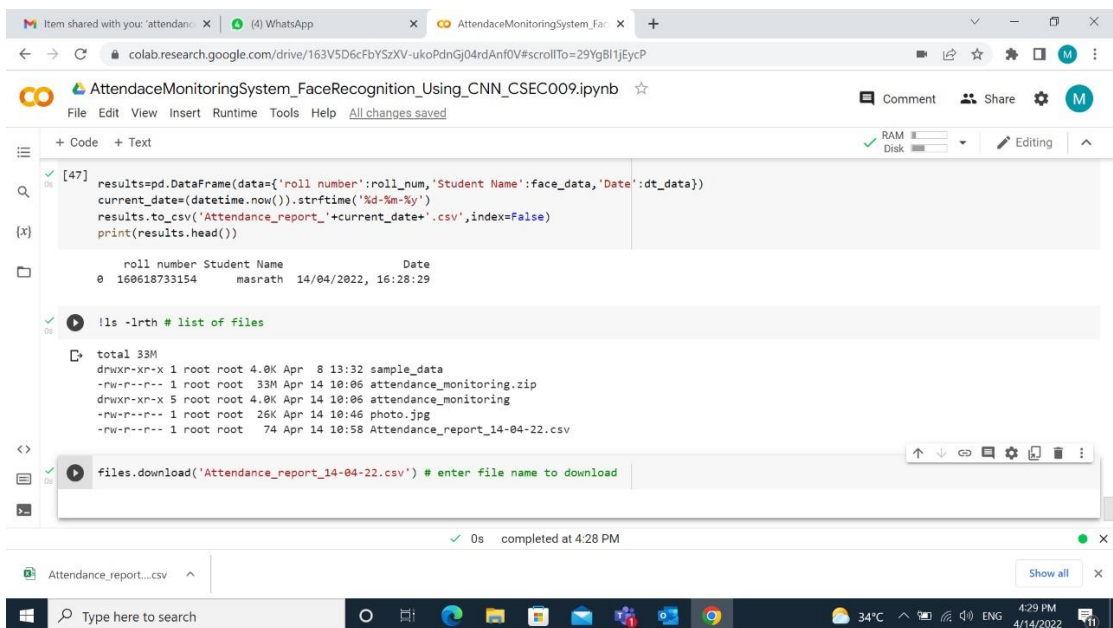 Item shared with you: 'attendanc
(4) WhatsApp
AttendaceMonitoringSystem_Fac
colab.research.google.com/drive/163V5D6cFbYSzXV-ukoPdnGj04rdAnf0V#scrollTo=29YgBl1jEycP
M
CO
AttendaceMonitoringSystem_FaceRecognition_Using_CNN_CSEC009.ipynb
Comment
Share
M
File Edit View Insert Runtime Tools Help All changes saved
+ Code + Text
RAM
Disk
Editing
[47]
0s
results=pd.DataFrame(data={'roll number':roll_num,'Student Name':face_data,'Date':dt_data})
current_date=(datetime.now()).strftime('%d-%m-%y')
results.to_csv('Attendance_report_'+current_date+'.csv',index=False)
print(results.head())
{x}
roll number Student Name Date
0 160618733154 masrath 14/04/2022, 16:28:29
0s
!ls -lrth # list of files
total 33M
drwxr-xr-x 1 root root 4.0K Apr 8 13:32 sample_data
-rw-r--r-- 1 root root 33M Apr 14 10:06 attendance_monitoring.zip
drwxr-xr-x 5 root root 4.0K Apr 14 10:06 attendance_monitoring
-rw-r--r-- 1 root root 26K Apr 14 10:46 photo.jpg
-rw-r--r-- 1 root root 74 Apr 14 10:58 Attendance_report_14-04-22.csv
0s
files.download('Attendance_report_14-04-22.csv') # enter file name to download
0s completed at 4:28 PM
Attendance_report....csv
Show all
Type here to search
34°C
ENG
4:29 PM
4/14/2022
11